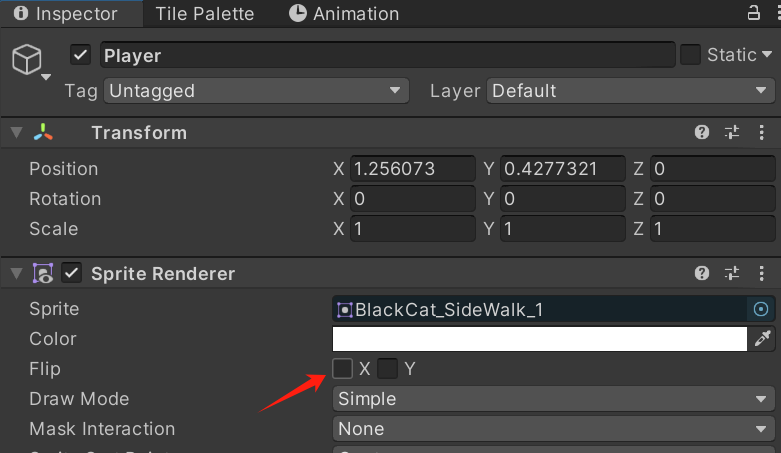 Inspector Tile Palette Animation
Player Static
Tag Untagged Layer Default
Transform
Position X 1.256073 Y 0.4277321 Z 0
Rotation X 0 Y 0 Z 0
Scale X 1 Y 1 Z 1
Sprite Renderer
Sprite BlackCat_SideWalk_1
Color
Flip X Y
Draw Mode Simple
Mask Interaction None